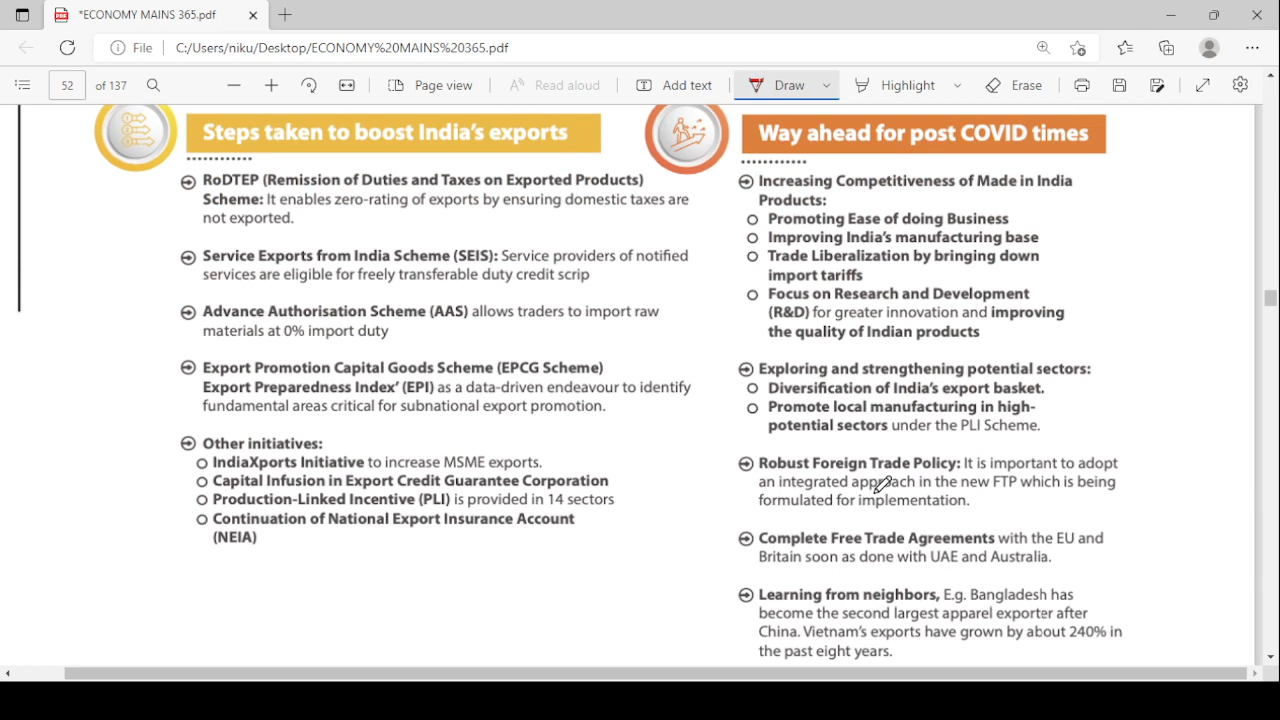 *ECONOMY MAINS 365.pdf
File
C:/Users/niku/Desktop/ECONOMY%20MAINS%20365.pdf
52
of 137
Page view
Read aloud
Add text
Draw
Highlight
Erase
Steps taken to boost India's exports
RoDTEP (Remission of Duties and Taxes on Exported Products)
Scheme: It enables zero-rating of exports by ensuring domestic taxes are
not exported.
Service Exports from India Scheme (SEIS): Service providers of notified
services are eligible for freely transferable duty credit scrip
Advance Authorisation Scheme (AAS) allows traders to import raw
materials at 0% import duty
Export Promotion Capital Goods Scheme (EPCG Scheme)
Export Preparedness Index' (EPI) as a data-driven endeavour to identify
fundamental areas critical for subnational export promotion.
Other initiatives:
IndiaXports Initiative to increase MSME exports.
Capital Infusion in Export Credit Guarantee Corporation
Production-Linked Incentive (PLI) is provided in 14 sectors
Continuation of National Export Insurance Account
(NEIA)
Way ahead for post COVID times
Increasing Competitiveness of Made in India
Products:
Promoting Ease of doing Business
Improving India's manufacturing base
Trade Liberalization by bringing down
import tariffs
Focus on Research and Development
(R&D) for greater innovation and improving
the quality of Indian products
Exploring and strengthening potential sectors:
Diversification of India's export basket.
Promote local manufacturing in high-
potential sectors under the PLI Scheme.
Robust Foreign Trade Policy: It is important to adopt
an integrated approach in the new FTP which is being
formulated for implementation.
Complete Free Trade Agreements with the EU and
Britain soon as done with UAE and Australia.
Learning from neighbors, E.g. Bangladesh has
become the second largest apparel exporter after
China. Vietnam's exports have grown by about 240% in
the past eight years.